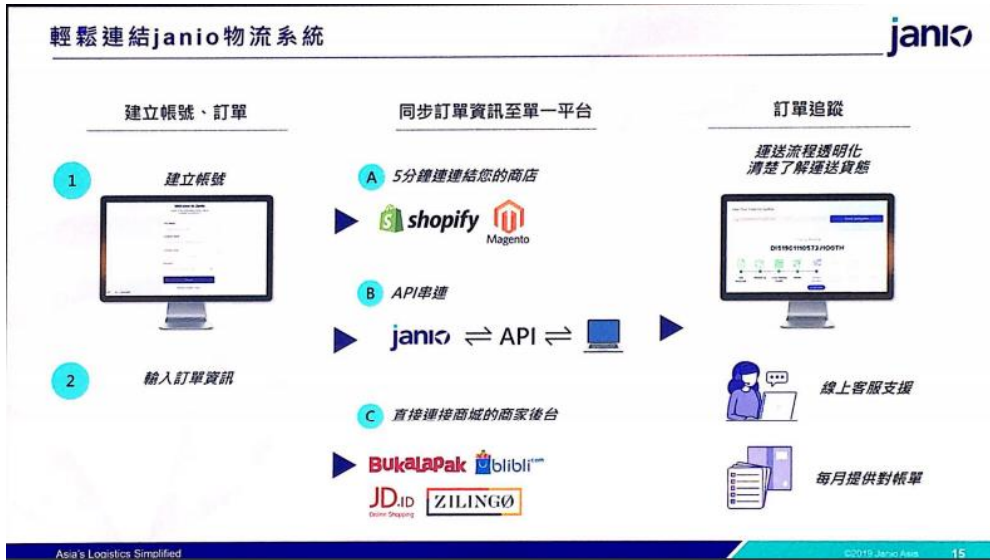 輕鬆連結janio物流系統
janio
建立帳號、訂單
1
建立帳號
2
輸入訂單資訊
同步訂單資訊至單一平台
A 5分鐘連連結您的商店
shopify
Magento
B API串連
janio ⇌ API ⇌
C 直接連接商城的商家後台
BukalaPak blibli.com
JD.ID ZILINGO
Online Shopping
訂單追蹤
運送流程透明化
清楚了解運送貨態
線上客服支援
每月提供對帳單
Asia's Logistics Simplified
©2019 Janio Asia 15